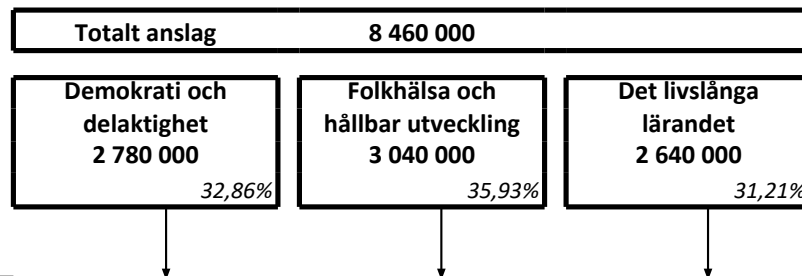 Totalt anslag 8 460 000
Demokrati och
delaktighet
2 780 000
32,86%
Folkhälsa och
hållbar utveckling
3 040 000
35,93%
Det livslånga
lärandet
2 640 000
31,21%